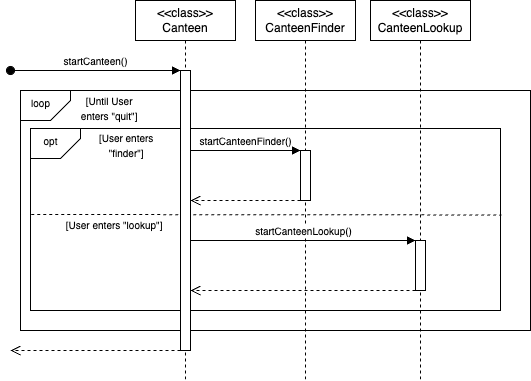 <<class>>
Canteen
<<class>>
CanteenFinder
<<class>>
CanteenLookup
startCanteen()
loop
[Until User
enters "quit"]
opt
[User enters
"finder"]
startCanteenFinder()
[User enters "lookup"]
startCanteenLookup()